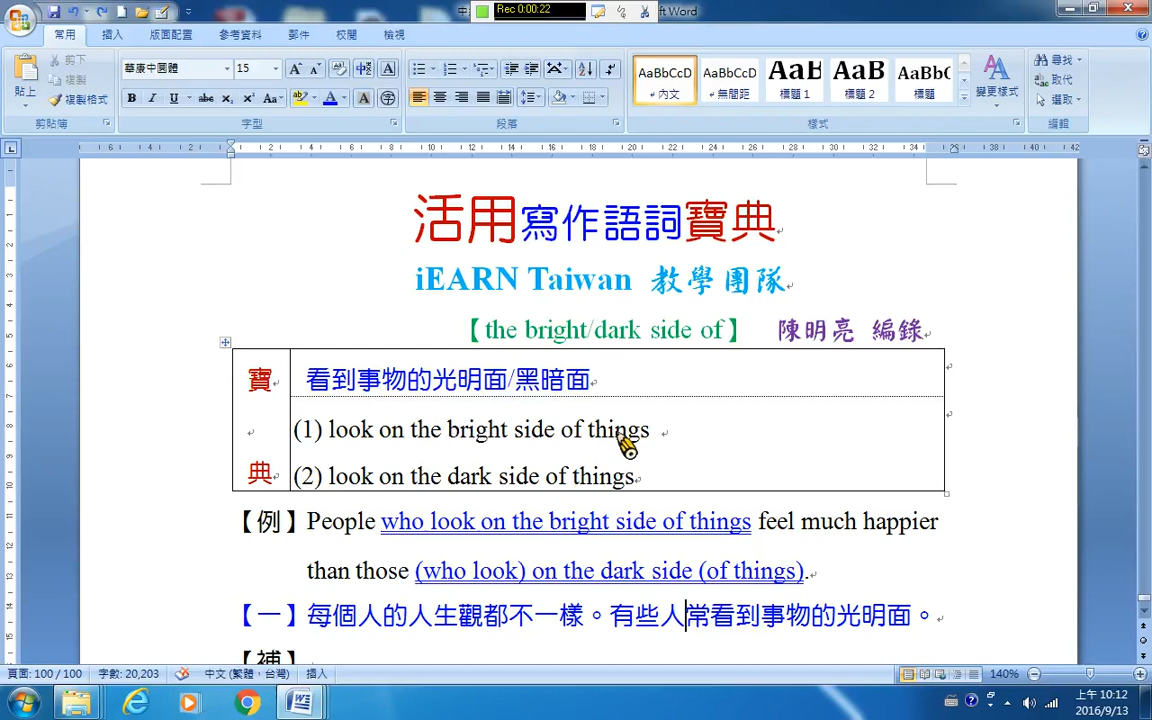 Rec 0:00:22
ft Word
常用 插入 版面配置 參考資料 郵件 校閱 檢視
貼上
剪下
複製
複製格式
剪貼簿
華康中圓體 15
字型
段落
AaBbCcD
內文
AaBbCcD
無間距
標題 1
AaB
標題 2
標題
變更樣式
樣式
尋找
取代
選取
編輯
活用寫作語詞寶典
iEARN Taiwan 教學團隊
【the bright/dark side of】 陳明亮 編錄
寶典
看到事物的光明面/黑暗面
(1) look on the bright side of things
(2) look on the dark side of things
【例】People who look on the bright side of things feel much happier
than those (who look) on the dark side (of things).
【一】每個人的人生觀都不一樣。有些人常看到事物的光明面。
【補】
頁面: 100 / 100 字數: 20,203 中文 (繁體，台灣) 插入 140%
上午 10:12
2016/9/13